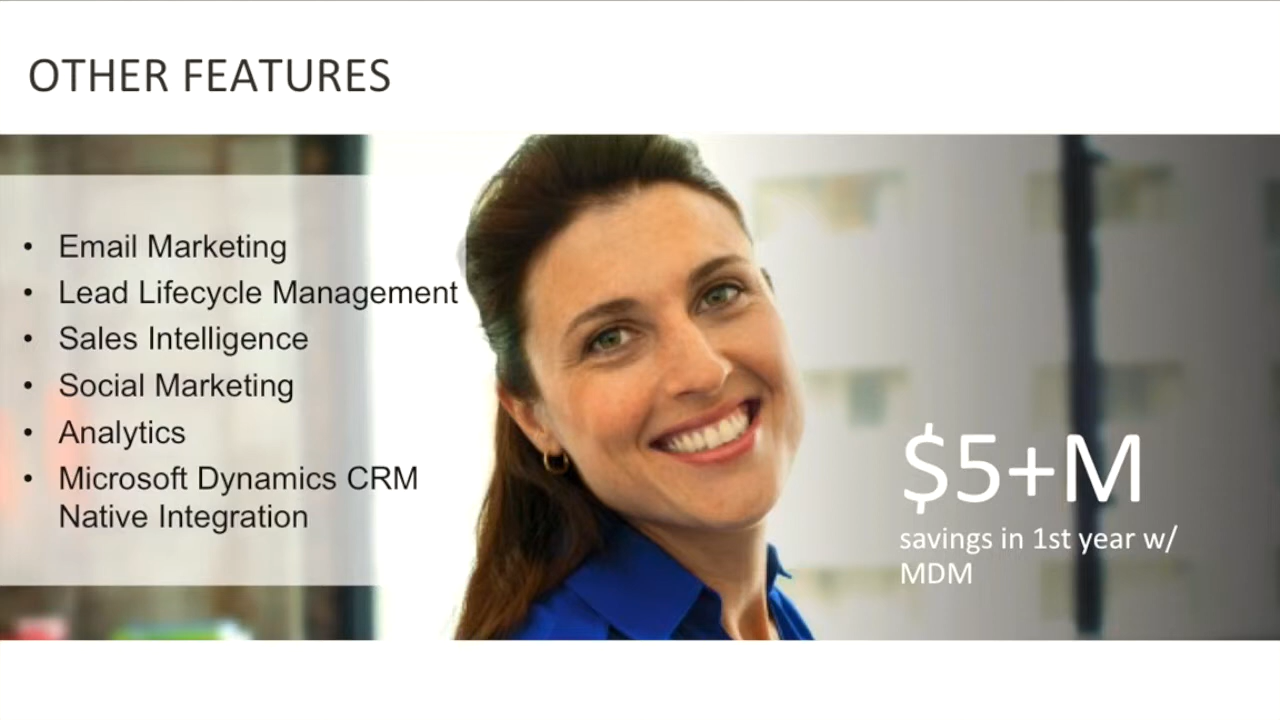 OTHER FEATURES
• Email Marketing
• Lead Lifecycle Management
• Sales Intelligence
• Social Marketing
• Analytics
• Microsoft Dynamics CRM
Native Integration
$5+M
savings in 1st year w/
MDM